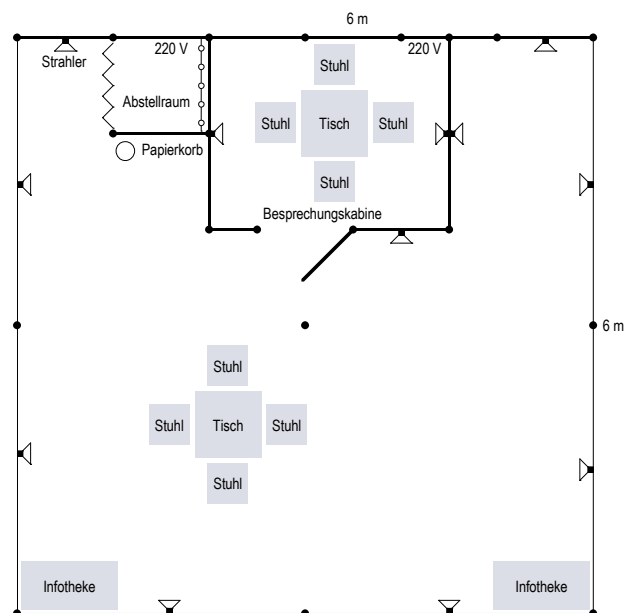 6 m
220 V
220 V
Strahler
Stuhl
Abstellraum
Stuhl
Tisch
Stuhl
Papierkorb
Stuhl
Besprechungskabine
6 m
Stuhl
Stuhl
Tisch
Stuhl
Stuhl
Infotheke
Infotheke